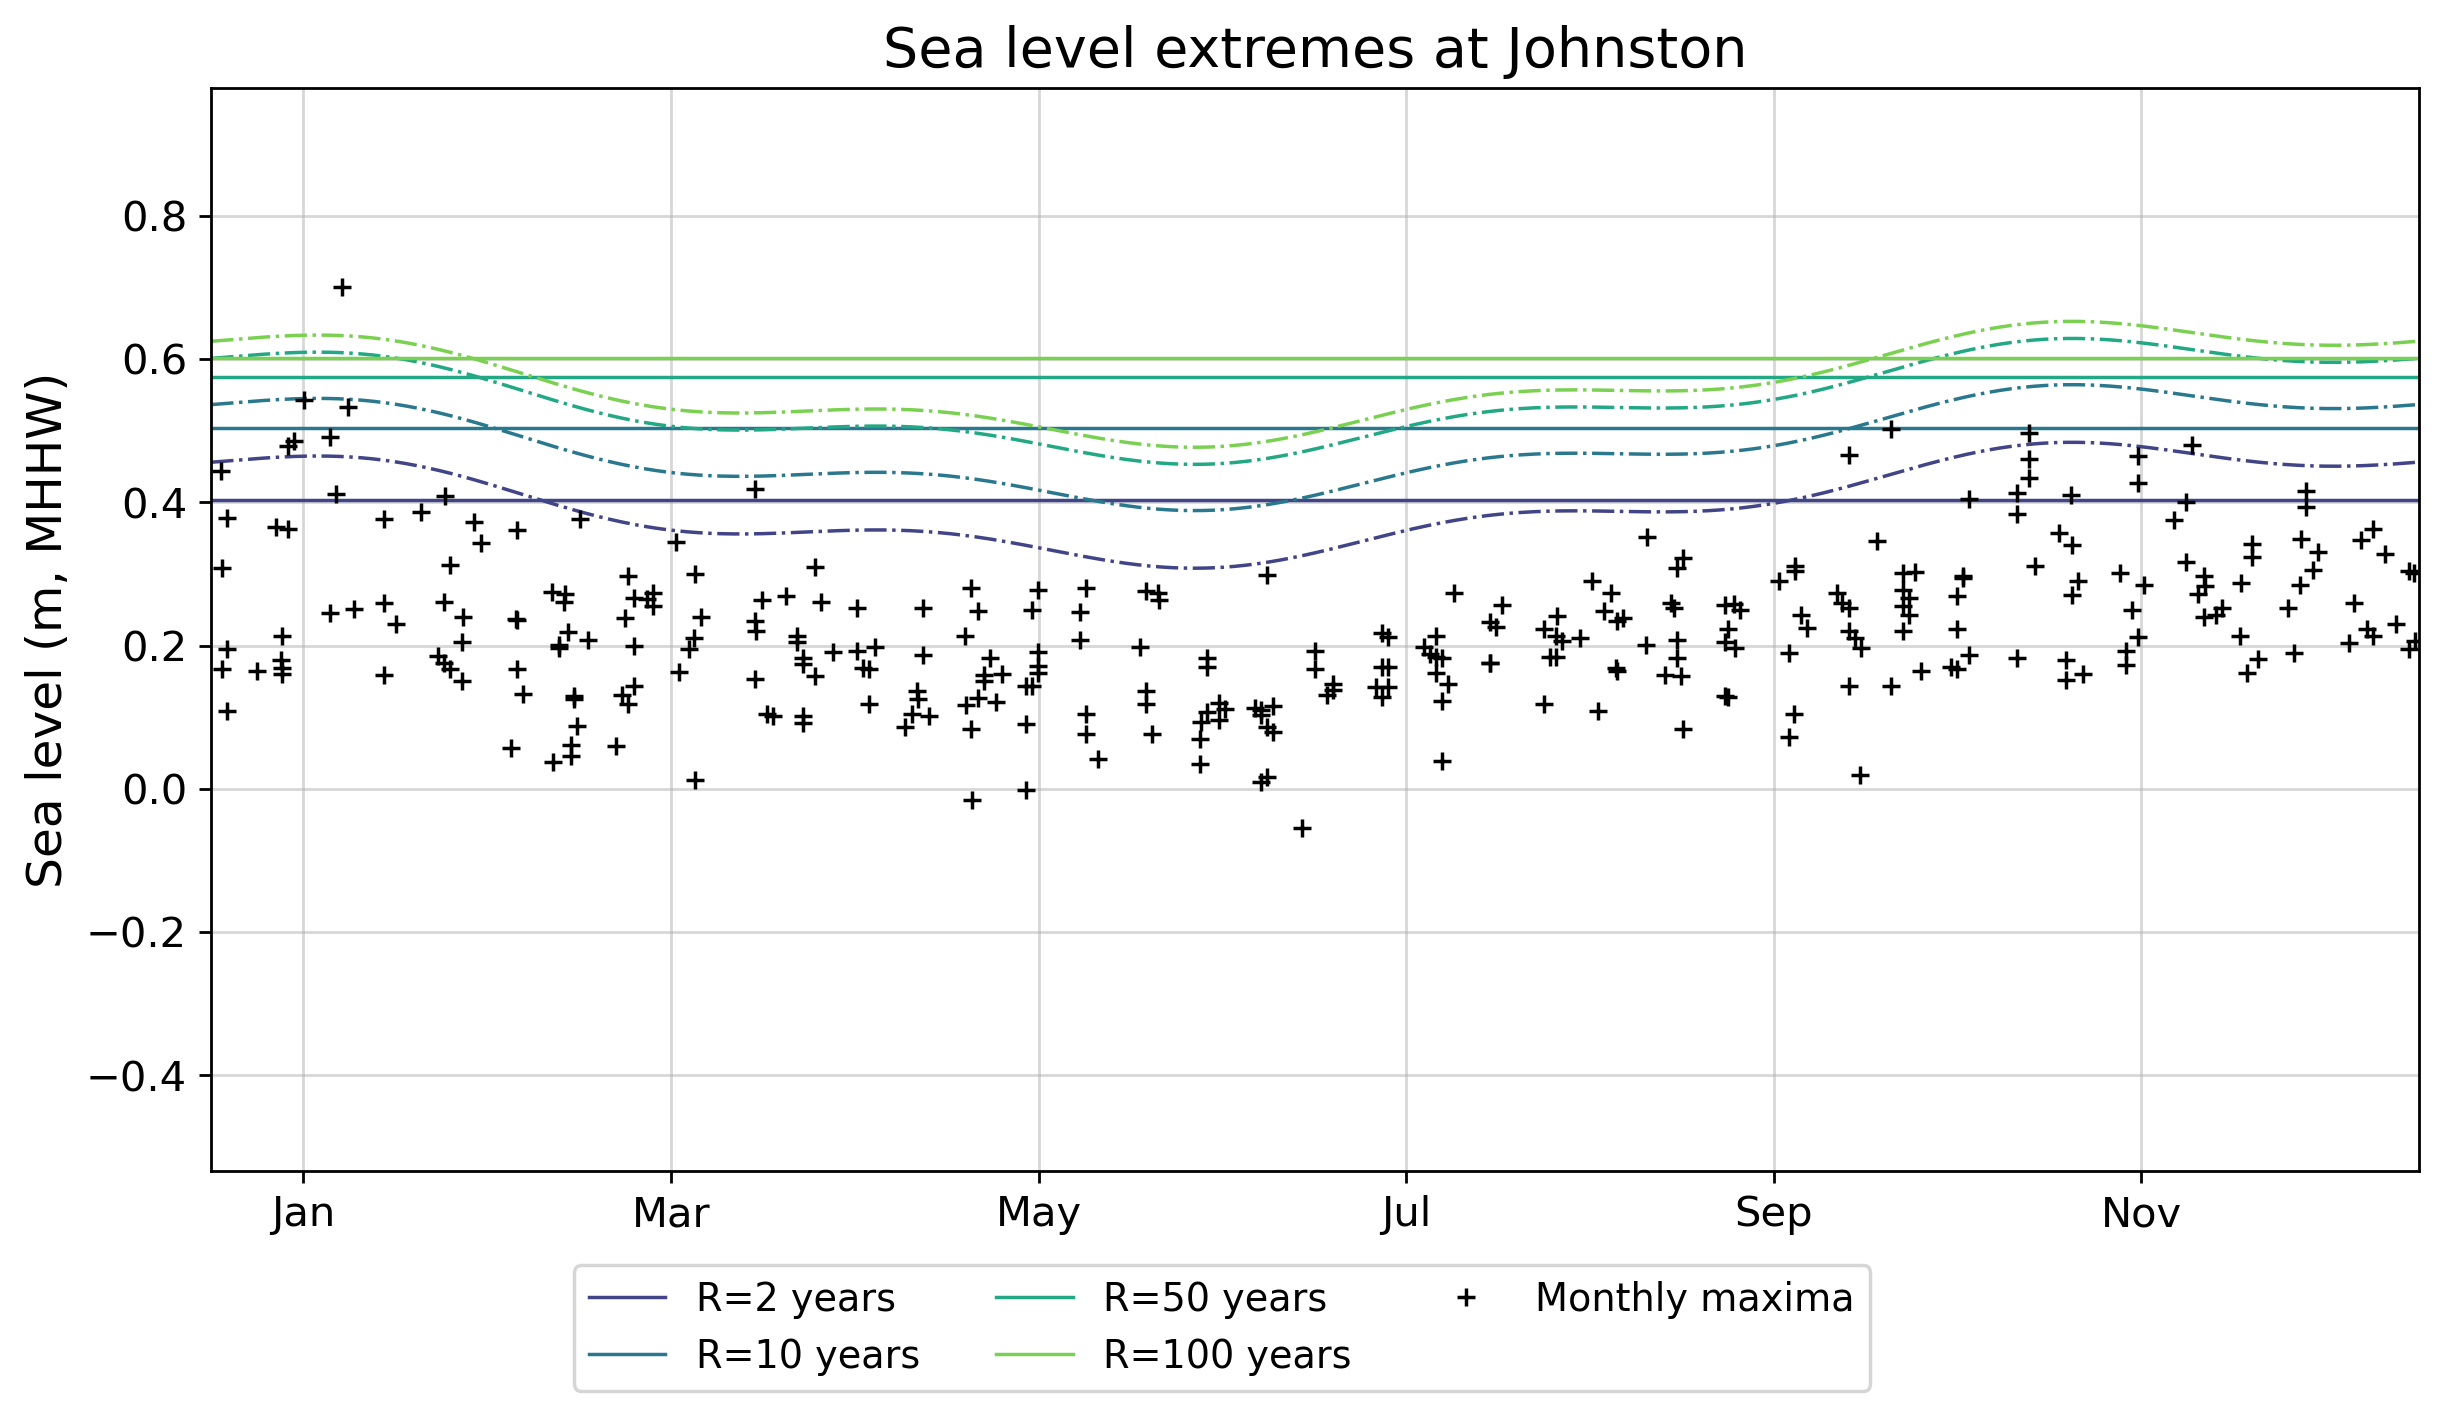 Sea level extremes at Johnston
Sea level (m, MHHW)
0.8
0.6
0.4
0.2
0.0
−0.2
−0.4
Jan Mar May Jul Sep Nov
R=2 years R=50 years Monthly maxima
R=10 years R=100 years